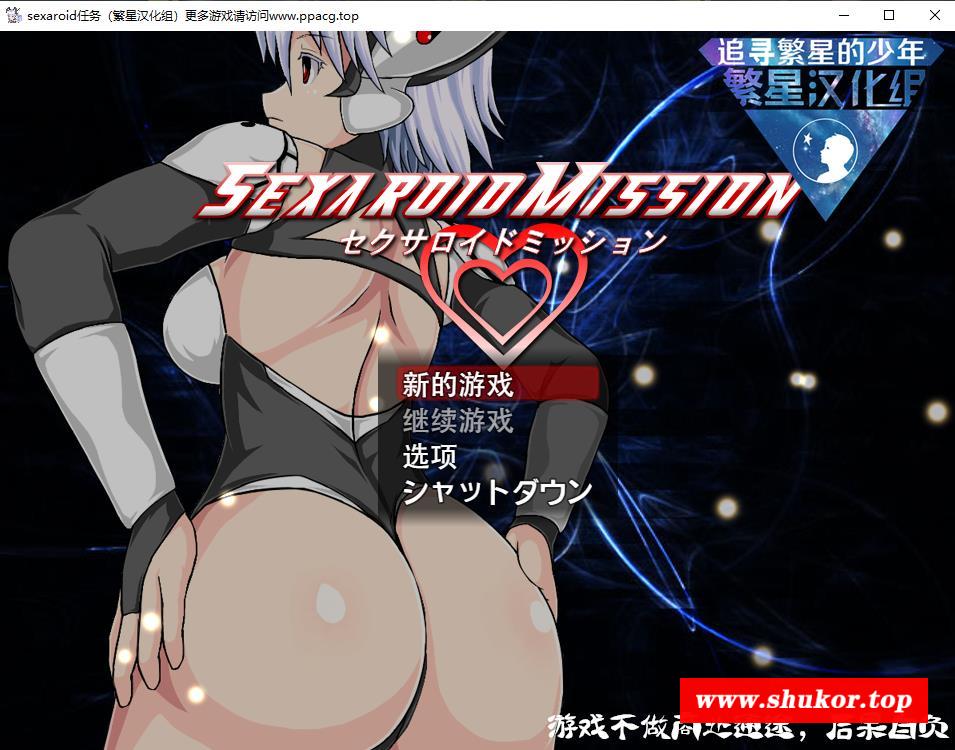 sexaroid任务（繁星汉化组）更多游戏请访问www.ppacg.top
追寻繁星的少年
繁星汉化组
SEXAROID MISSION
セクサロイドミッション
新的游戏
继续游戏
选项
シャットダウン
www.shukor.top
游戏不做商业通途，后果自负